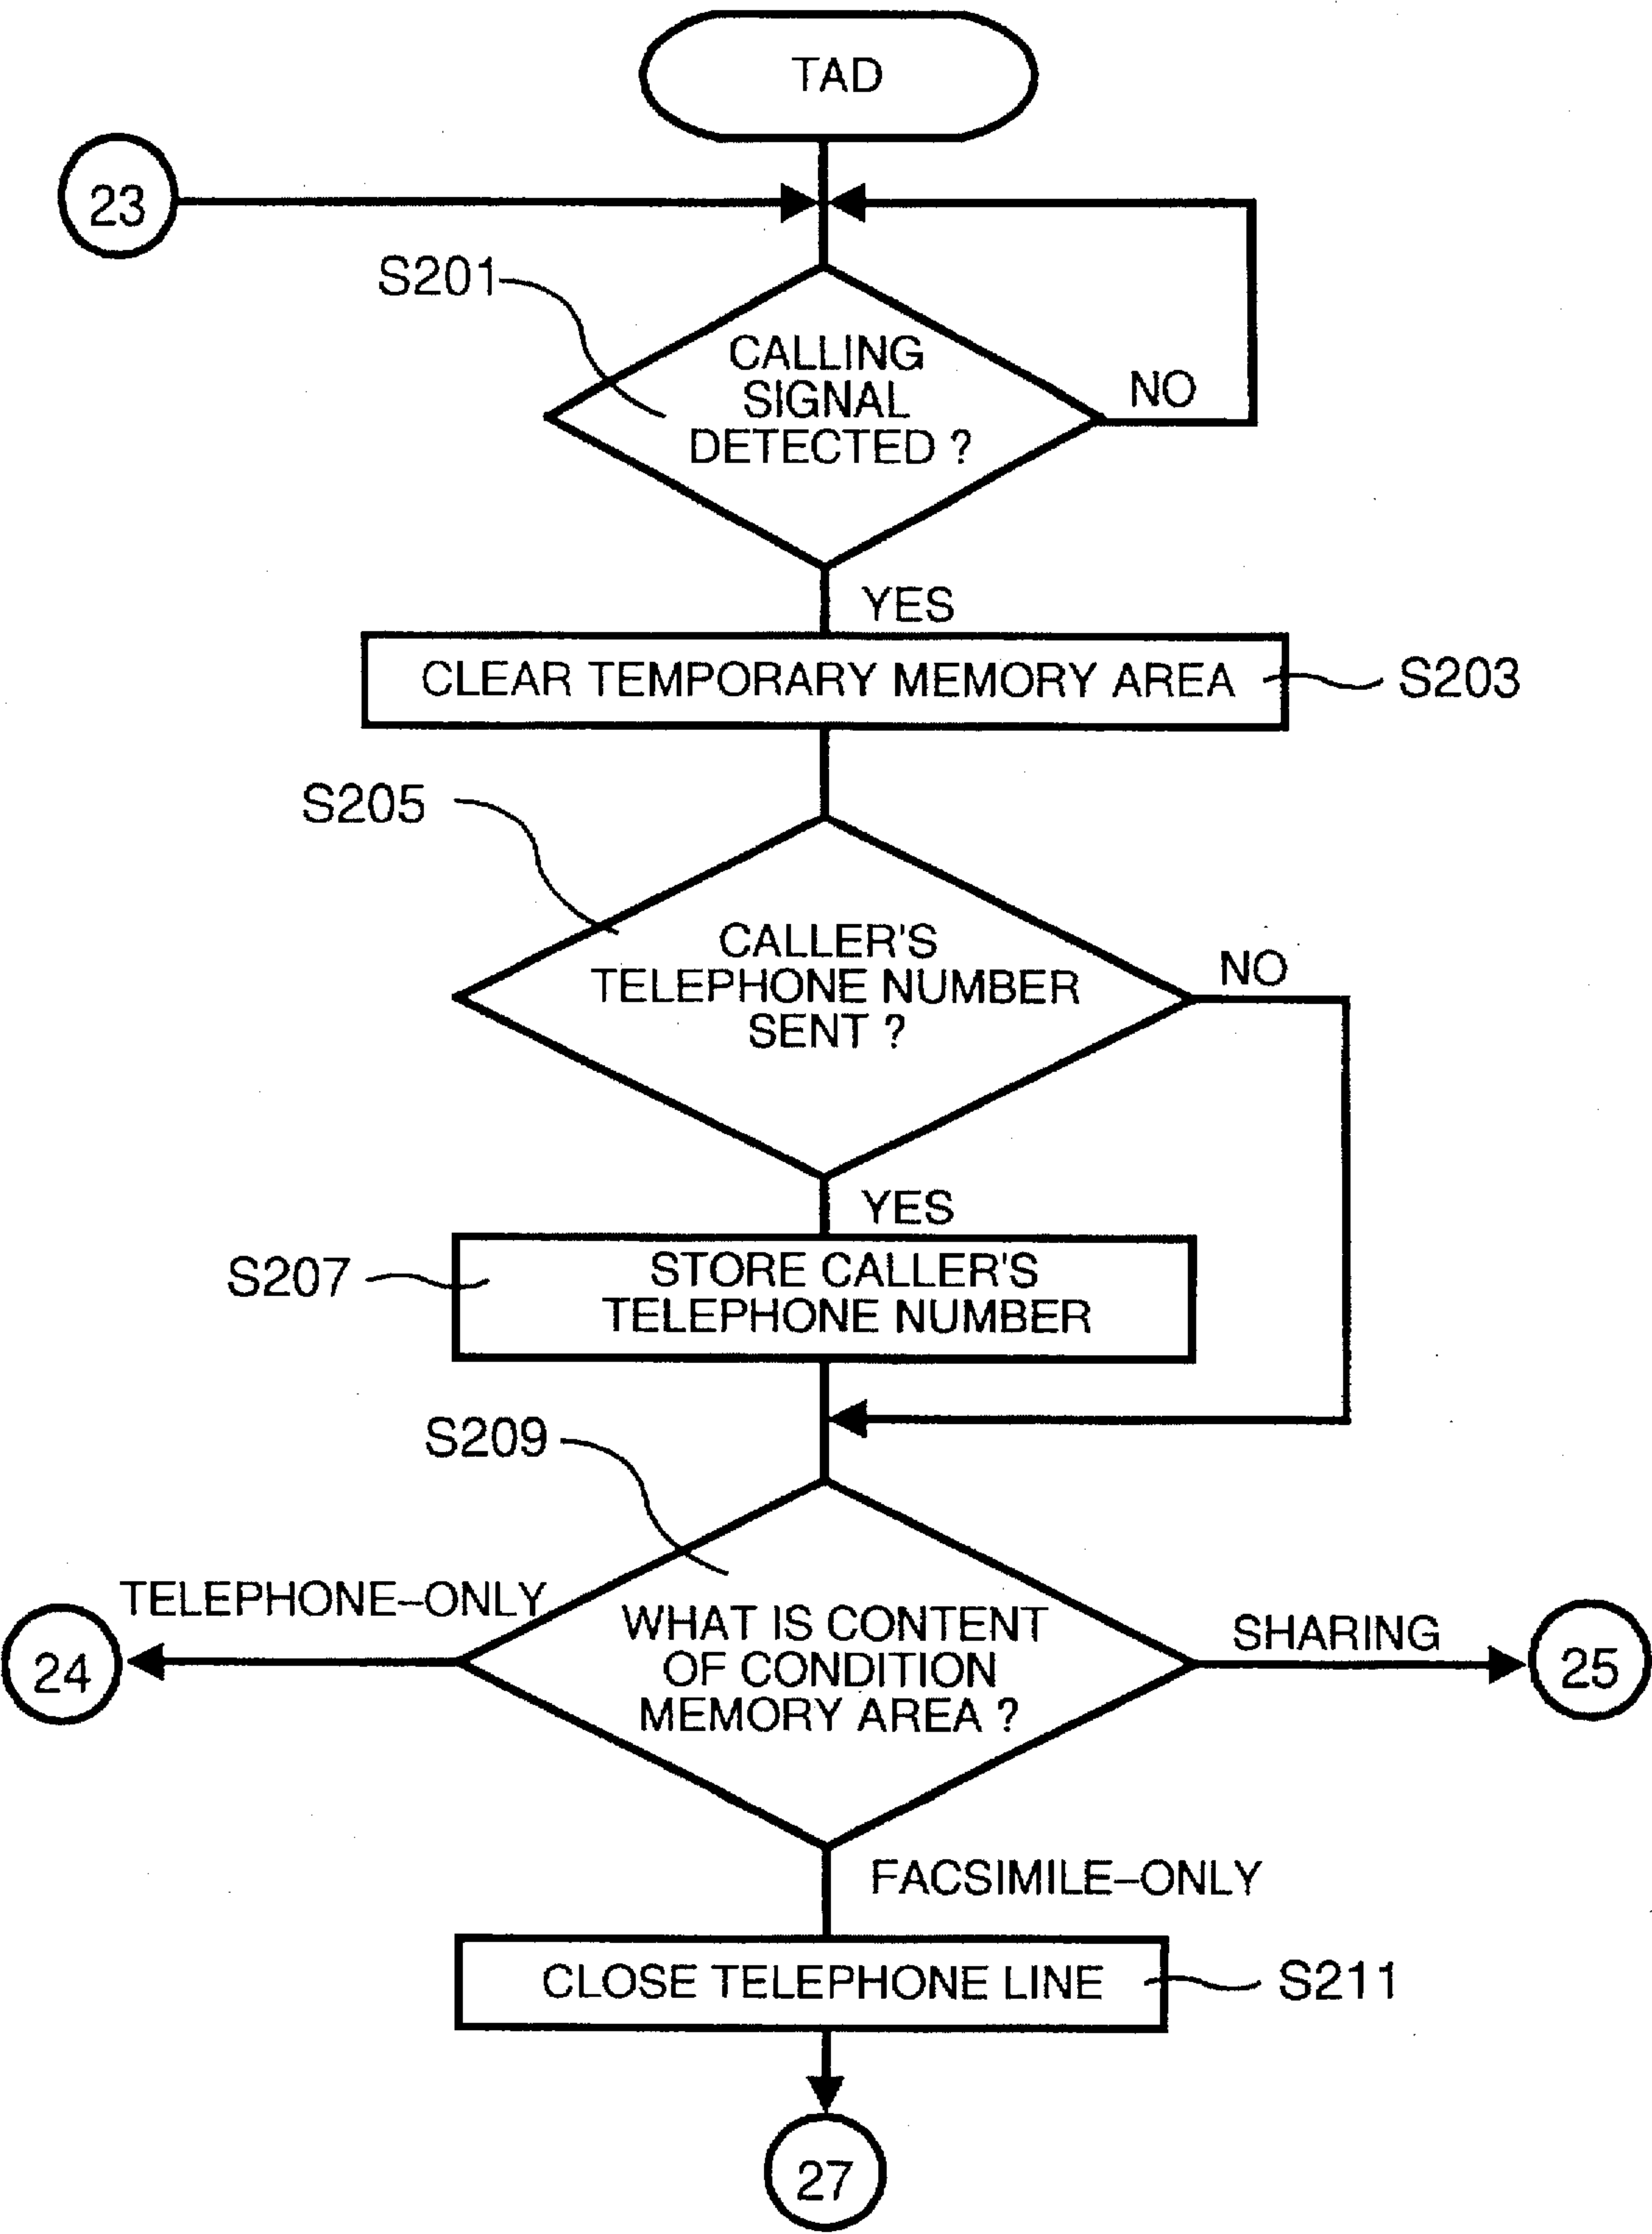 TAD
23
S201
CALLING
SIGNAL
DETECTED ?
NO
YES
CLEAR TEMPORARY MEMORY AREA
S203
S205
CALLER'S
TELEPHONE NUMBER
SENT ?
NO
YES
S207
STORE CALLER'S
TELEPHONE NUMBER
S209
TELEPHONE–ONLY
WHAT IS CONTENT
OF CONDITION
MEMORY AREA ?
SHARING
24
25
FACSIMILE–ONLY
CLOSE TELEPHONE LINE
S211
27